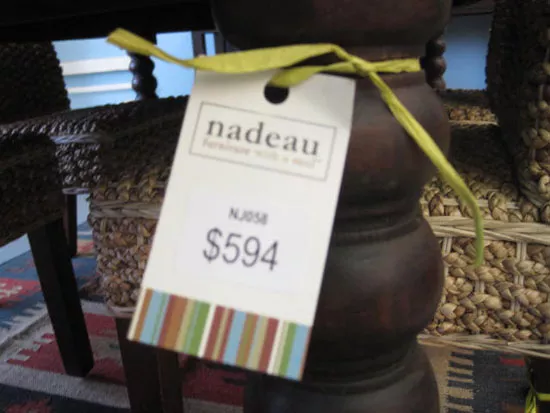 nadeau
furniture with a soul
NJ058
$594